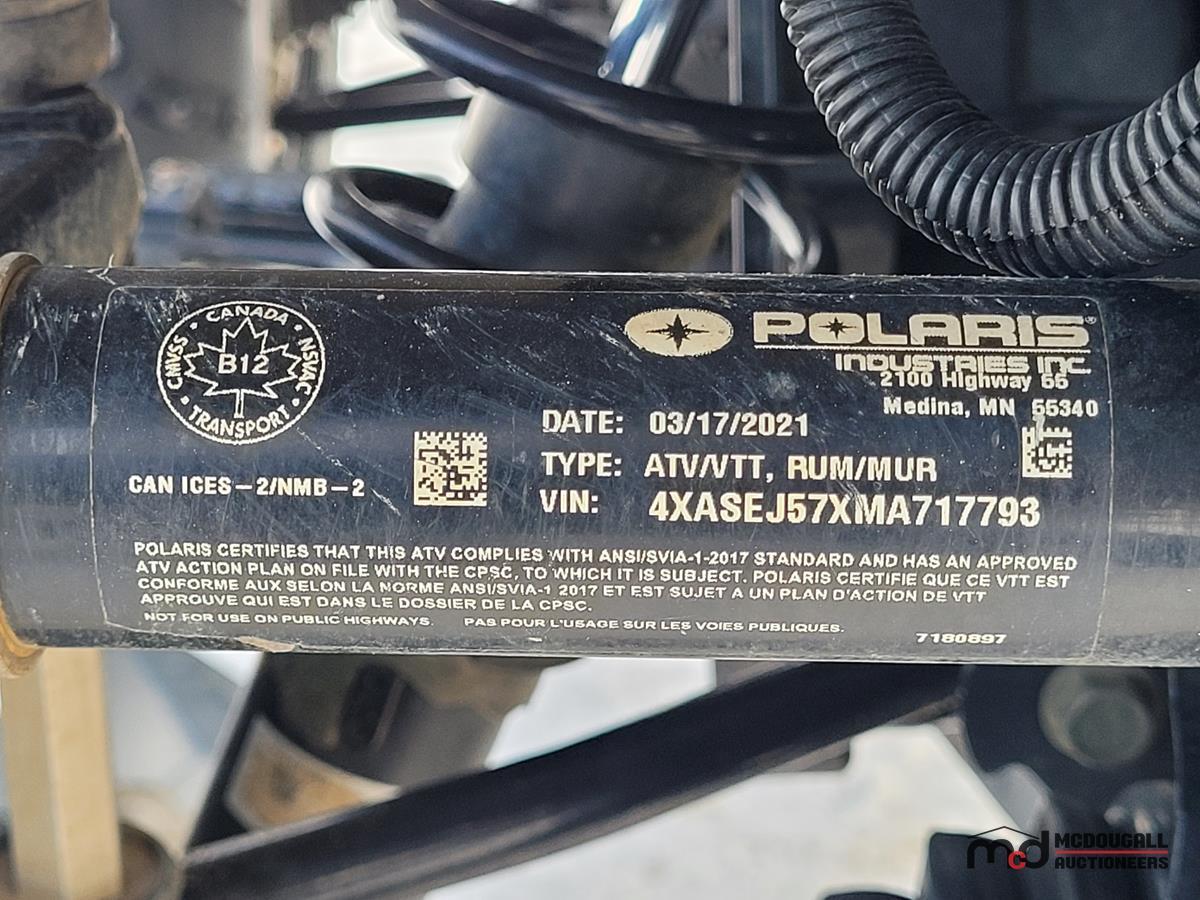 CANADA
CMVSS B12 NSVAC
TRANSPORT
POLARIS®
INDUSTRIES INC.
2100 Highway 55
Medina, MN 55340
DATE: 03/17/2021
TYPE: ATV/VTT, RUM/MUR
CAN ICES-2/NMB-2
VIN: 4XASEJ57XMA717793
POLARIS CERTIFIES THAT THIS ATV COMPLIES WITH ANSI/SVIA-1-2017 STANDARD AND HAS AN APPROVED
ATV ACTION PLAN ON FILE WITH THE CPSC, TO WHICH IT IS SUBJECT. POLARIS CERTIFIE QUE CE VTT EST
CONFORME AUX SELON LA NORME ANSI/SVIA-1 2017 ET EST SUJET A UN PLAN D'ACTION DE VTT
APPROUVE QUI EST DANS LE DOSSIER DE LA CPSC.
NOT FOR USE ON PUBLIC HIGHWAYS. PAS POUR L'USAGE SUR LES VOIES PUBLIQUES.
7180897
mcd MCDOUGALL
AUCTIONEERS